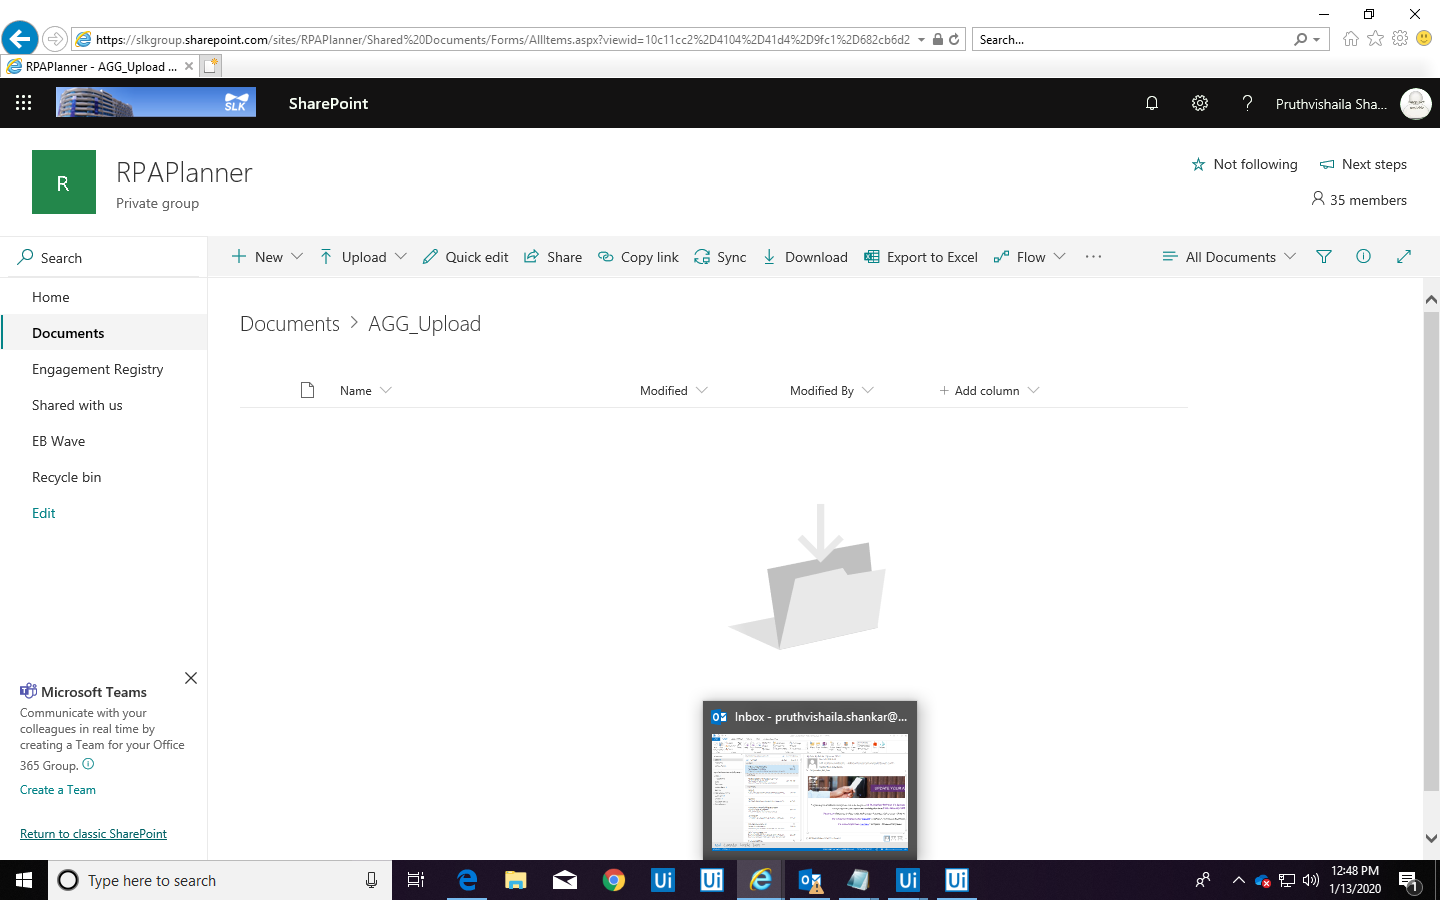 https://slkgroup.sharepoint.com/sites/RPAPlanner/Shared%20Documents/Forms/AllItems.aspx?viewid=10c11cc2%2D4104%2D41d4%2D9fc1%2D682cb6d2
Search...
RPAPlanner - AGG_Upload ...
SLK
SharePoint
Pruthvishaila Sha...
R
RPAPlanner
Private group
Not following
Next steps
35 members
Search
New
Upload
Quick edit
Share
Copy link
Sync
Download
Export to Excel
Flow
All Documents
Home
Documents
Engagement Registry
Shared with us
EB Wave
Recycle bin
Edit
Documents > AGG_Upload
Name
Modified
Modified By
+ Add column
Microsoft Teams
Communicate with your
colleagues in real time by
creating a Team for your Office
365 Group.
Create a Team
Return to classic SharePoint
Inbox - pruthvishaila.shankar@...
Type here to search
Ui
Ui
Ui
Ui
12:48 PM
1/13/2020
1